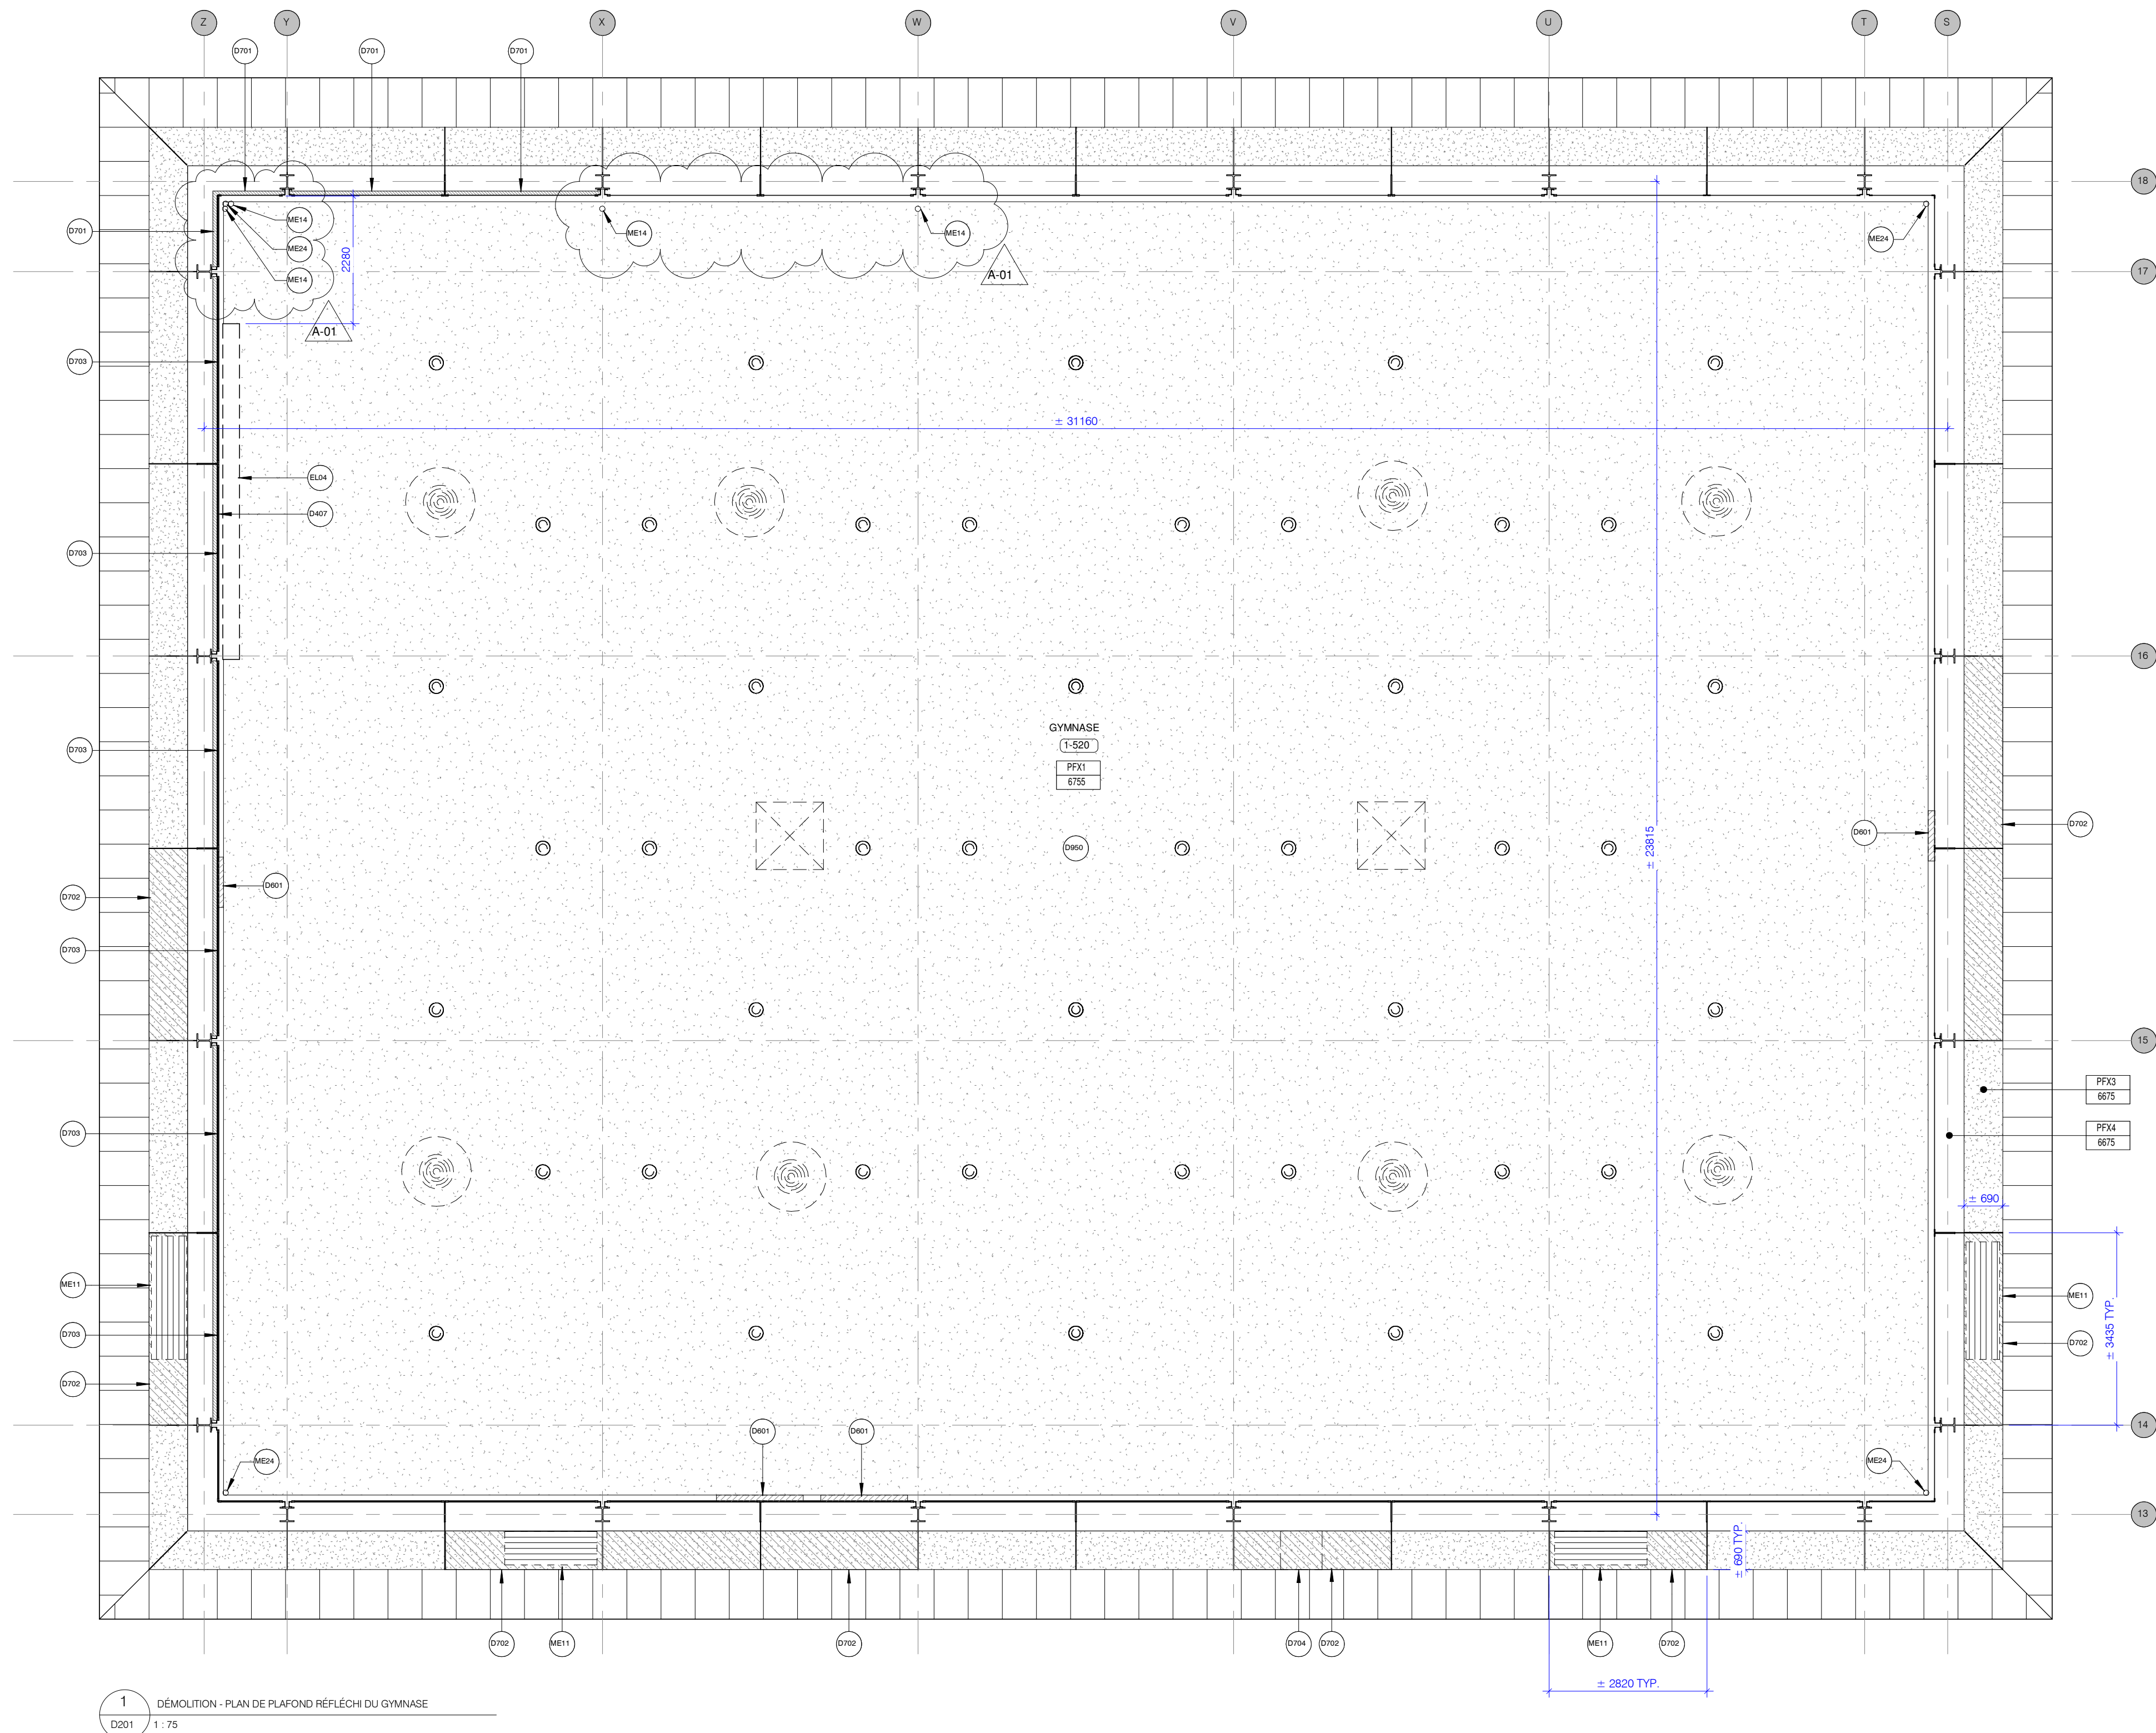 Z Y X W V U T S
D701 D701 D701
18
D701
ME14
ME24
ME14
2280
ME14
ME14
ME24
17
A-01
A-01
D703
± 31160
EL04
D407
D703
16
GYMNASE
1-520
PFX1
6755
D703
± 23815
D601
D702
D950
D601
D702
D703
15
PFX3
6675
PFX4
6675
D703
± 690
ME11
ME11
± 3435 TYP.
D703
D702
D702
14
D601 D601
ME24
ME24
13
± 690 TYP.
D702 ME11 D702 D704 D702 ME11 D702
± 2820 TYP.
1
DÉMOLITION - PLAN DE PLAFOND RÉFLÉCHI DU GYMNASE
D201
1 : 75